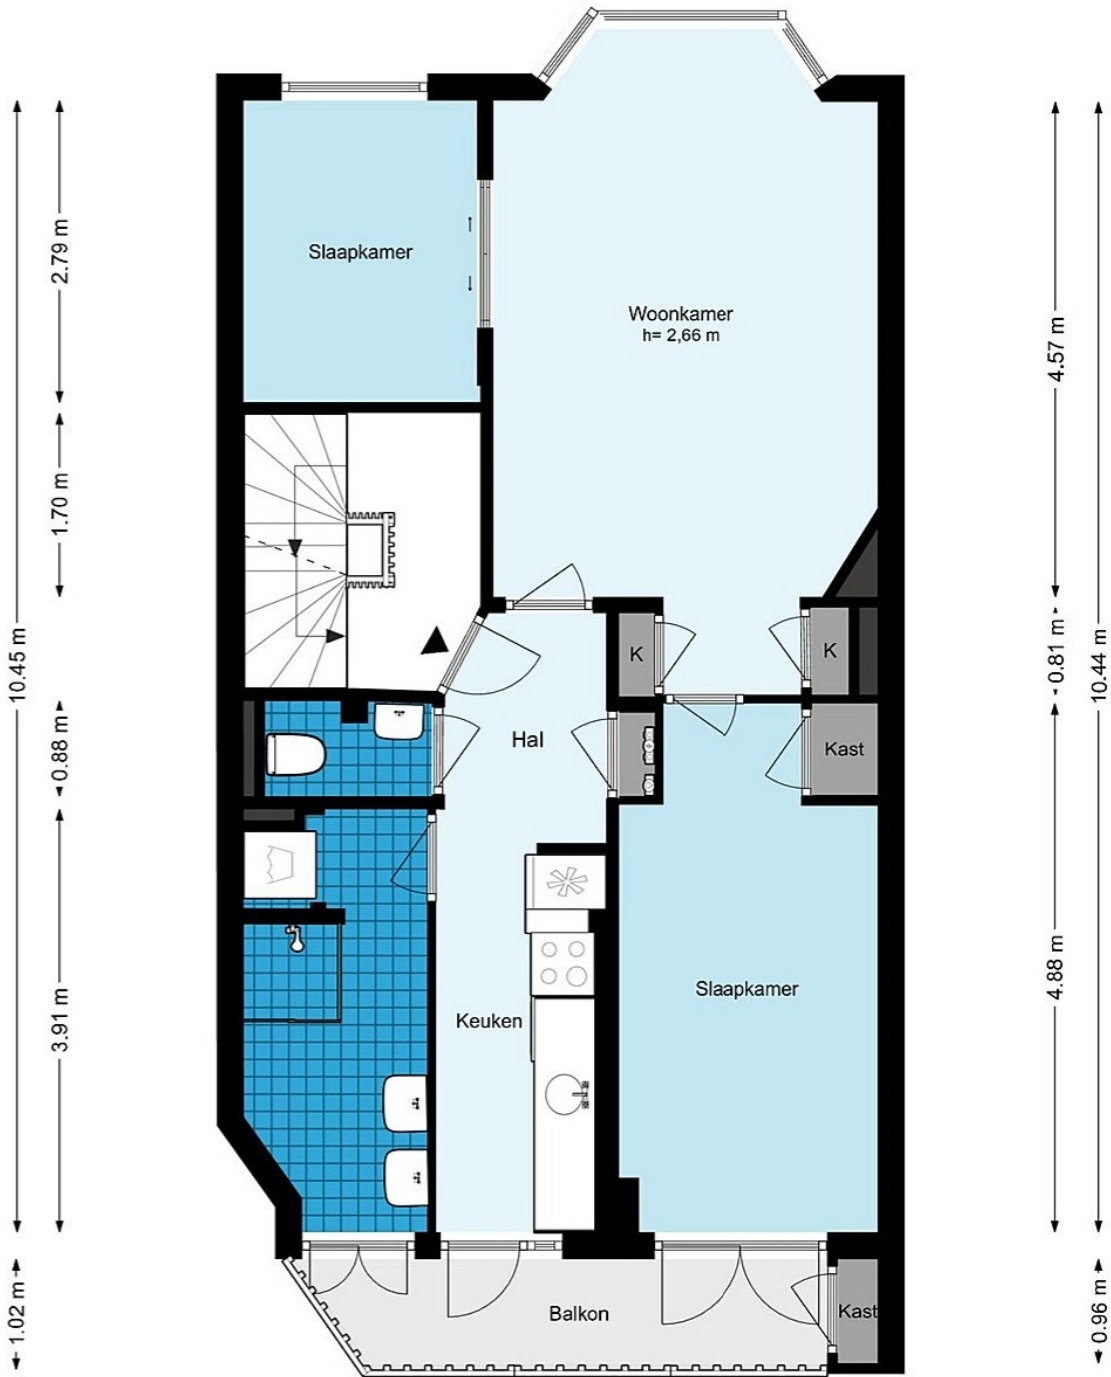 Slaapkamer
Woonkamer
h= 2,66 m
K
K
Hal
Kast
Keuken
Slaapkamer
Balkon
Kast
10.45 m
1.02 m
2.79 m
1.70 m
0.88 m
3.91 m
4.57 m
0.81 m
4.88 m
10.44 m
0.96 m